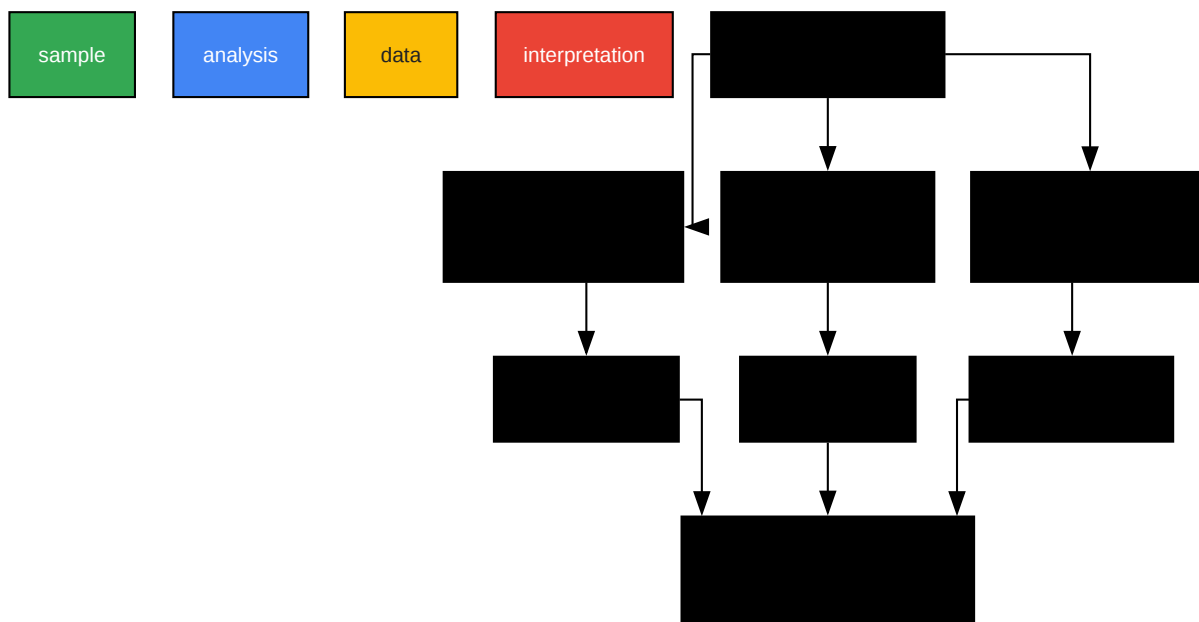 sample
analysis
data
interpretation